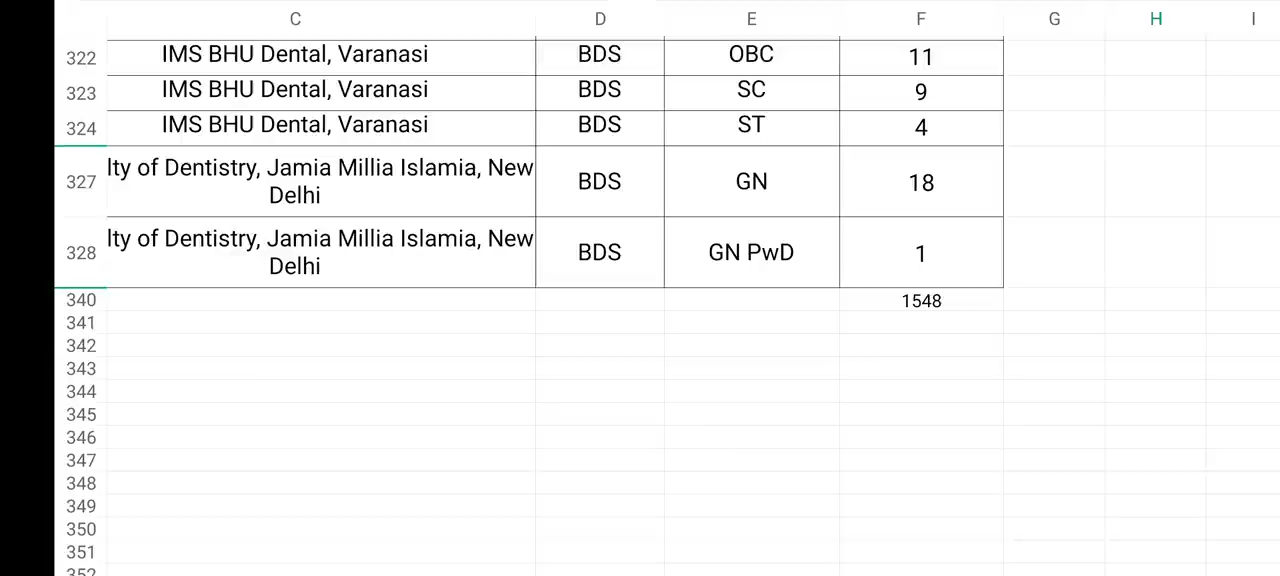 C D E F G H I
322 IMS BHU Dental, Varanasi BDS OBC 11
323 IMS BHU Dental, Varanasi BDS SC 9
324 IMS BHU Dental, Varanasi BDS ST 4
327 lty of Dentistry, Jamia Millia Islamia, New
Delhi BDS GN 18
328 lty of Dentistry, Jamia Millia Islamia, New
Delhi BDS GN PwD 1
340 1548
341
342
343
344
345
346
347
348
349
350
351
352